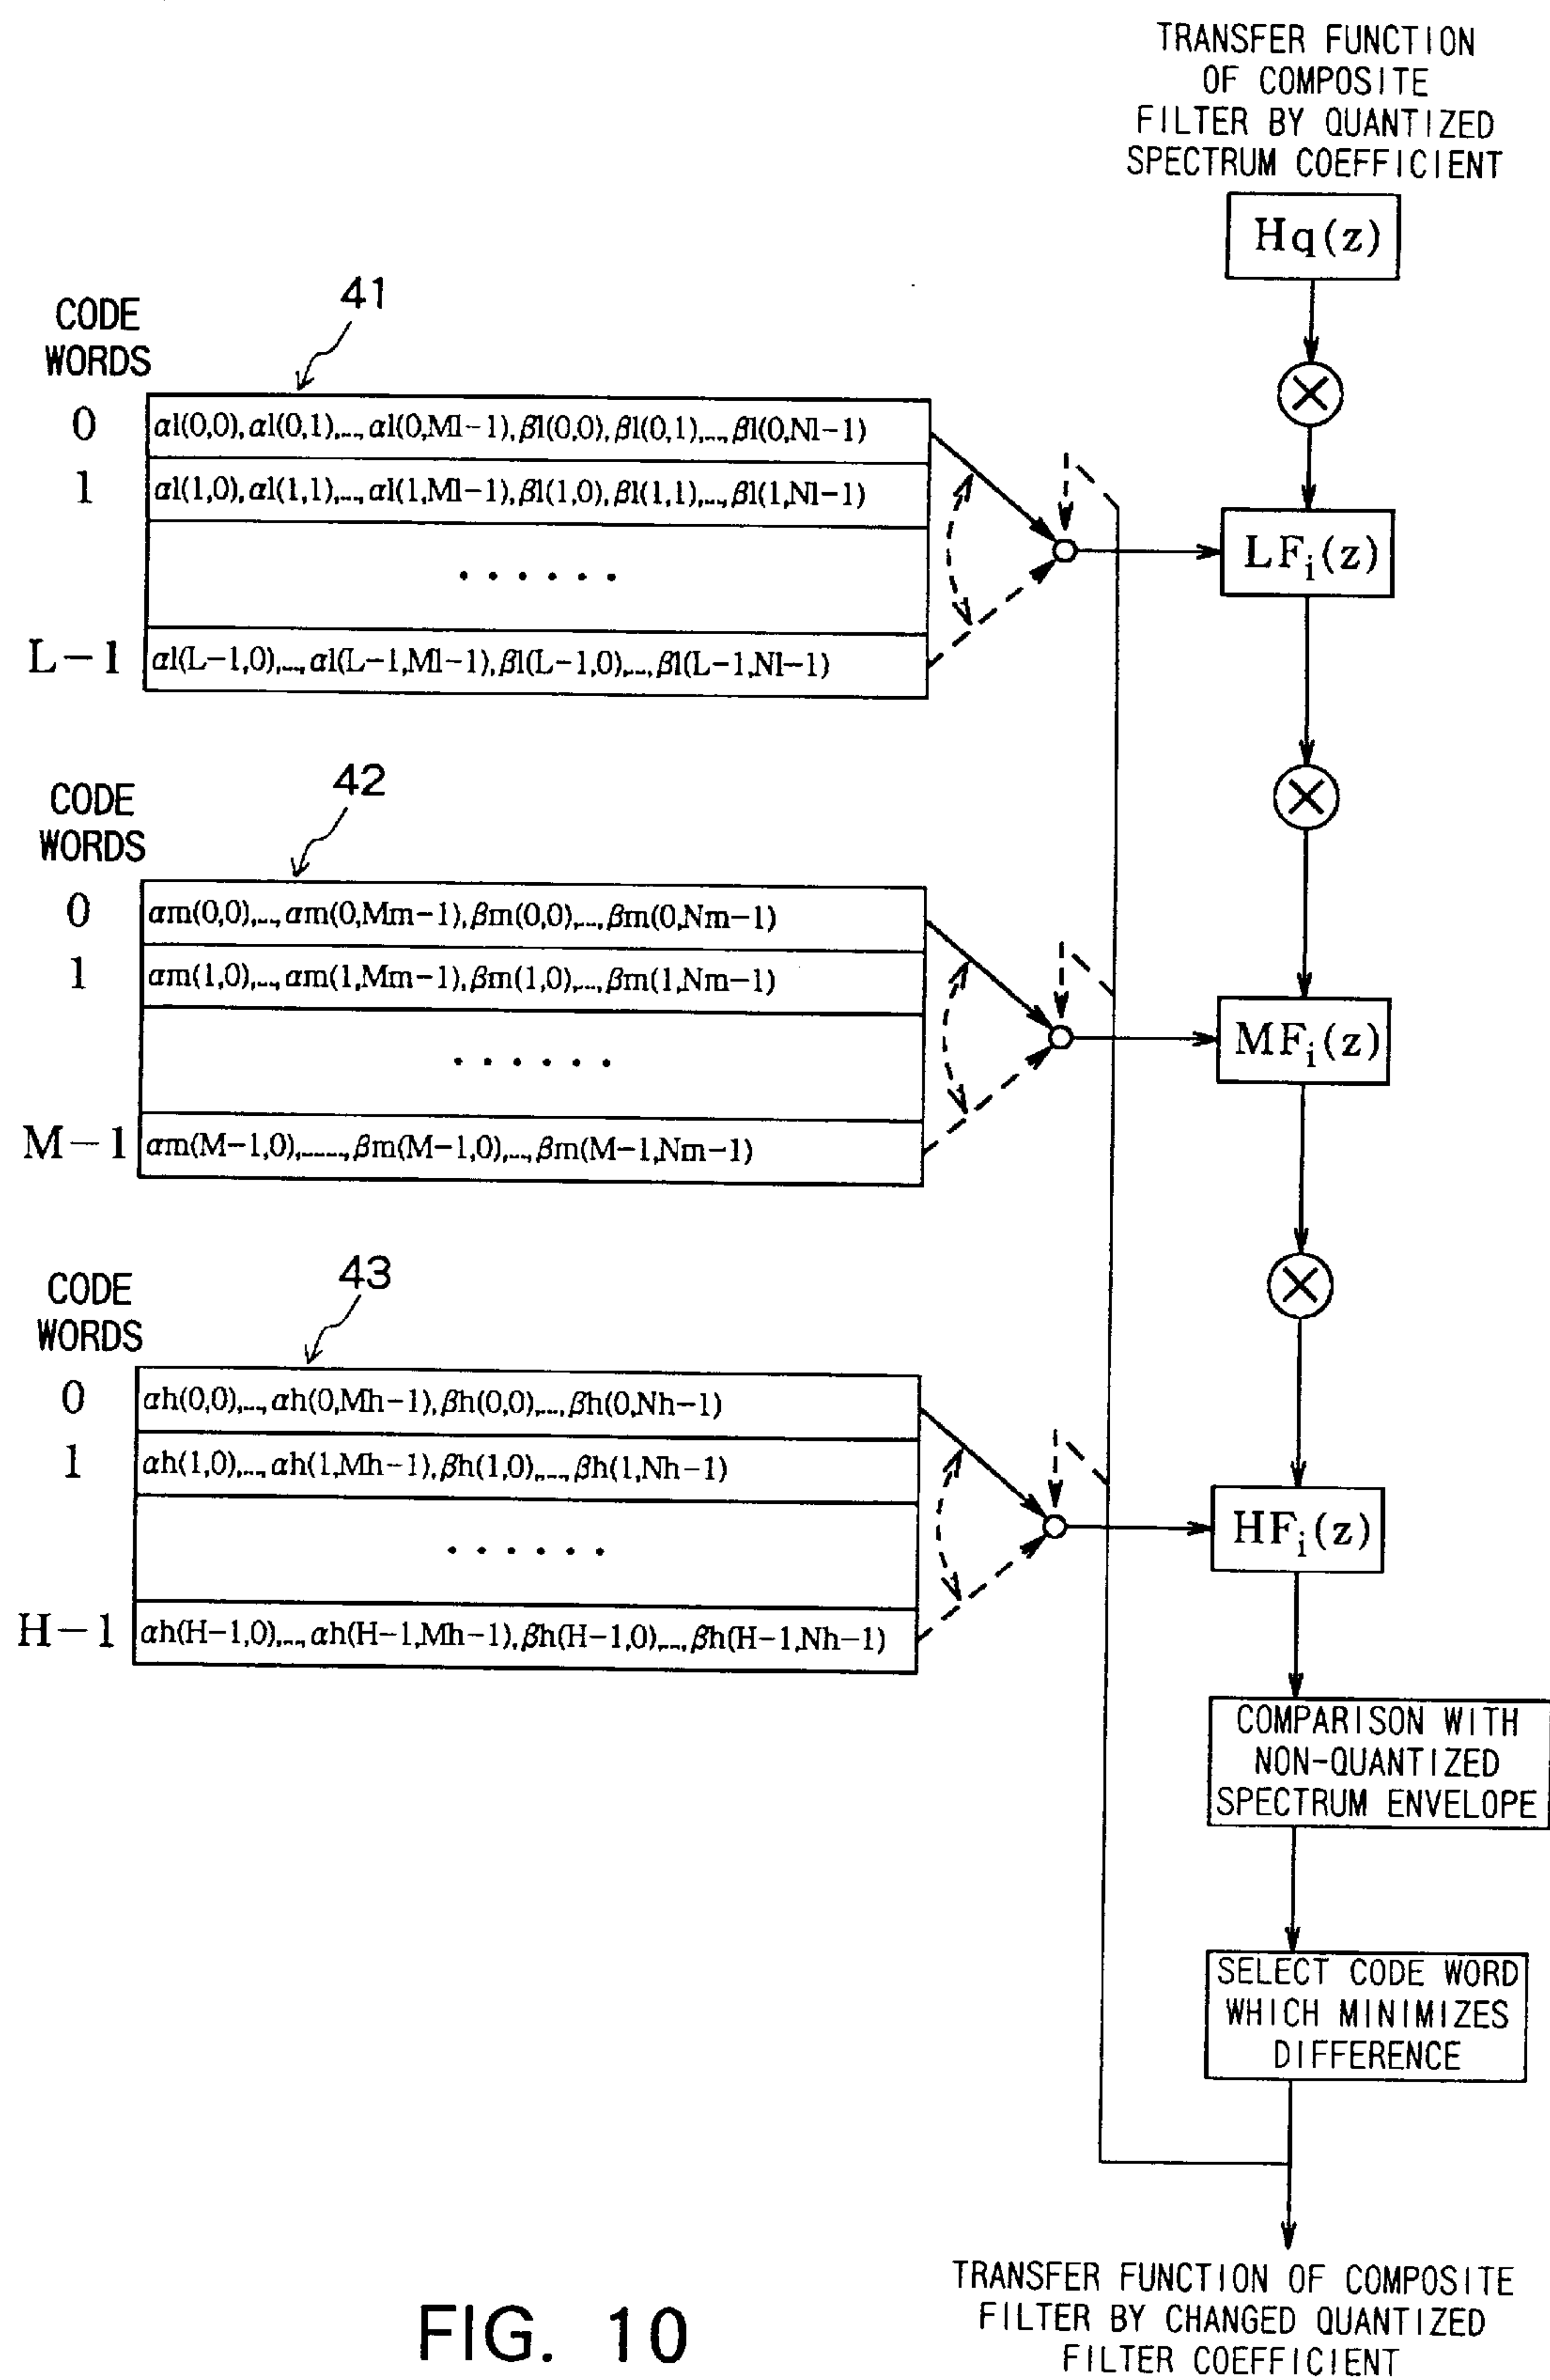 TRANSFER FUNCTION
OF COMPOSITE
FILTER BY QUANTIZED
SPECTRUM COEFFICIENT
Hq(z)
41
CODE
WORDS
0
αl(0,0),αl(0,1),...,αl(0,Ml-1),βl(0,0),βl(0,1),...,βl(0,Nl-1)
1
αl(1,0),αl(1,1),...,αl(1,Ml-1),βl(1,0),βl(1,1),...,βl(1,Nl-1)
······
L-1
αl(L-1,0),...,αl(L-1,Ml-1),βl(L-1,0),...,βl(L-1,Nl-1)
LFi(z)
42
CODE
WORDS
0
αm(0,0),...,αm(0,Mm-1),βm(0,0),...,βm(0,Nm-1)
1
αm(1,0),...,αm(1,Mm-1),βm(1,0),...,βm(1,Nm-1)
······
M-1
αm(M-1,0),......,βm(M-1,0),...,βm(M-1,Nm-1)
MFi(z)
43
CODE
WORDS
0
αh(0,0),...,αh(0,Mh-1),βh(0,0),...,βh(0,Nh-1)
1
αh(1,0),...,αh(1,Mh-1),βh(1,0),...,βh(1,Nh-1)
······
H-1
αh(H-1,0),...,αh(H-1,Mh-1),βh(H-1,0),...,βh(H-1,Nh-1)
HFi(z)
COMPARISON WITH
NON-QUANTIZED
SPECTRUM ENVELOPE
SELECT CODE WORD
WHICH MINIMIZES
DIFFERENCE
TRANSFER FUNCTION OF COMPOSITE
FILTER BY CHANGED QUANTIZED
FILTER COEFFICIENT
FIG. 10